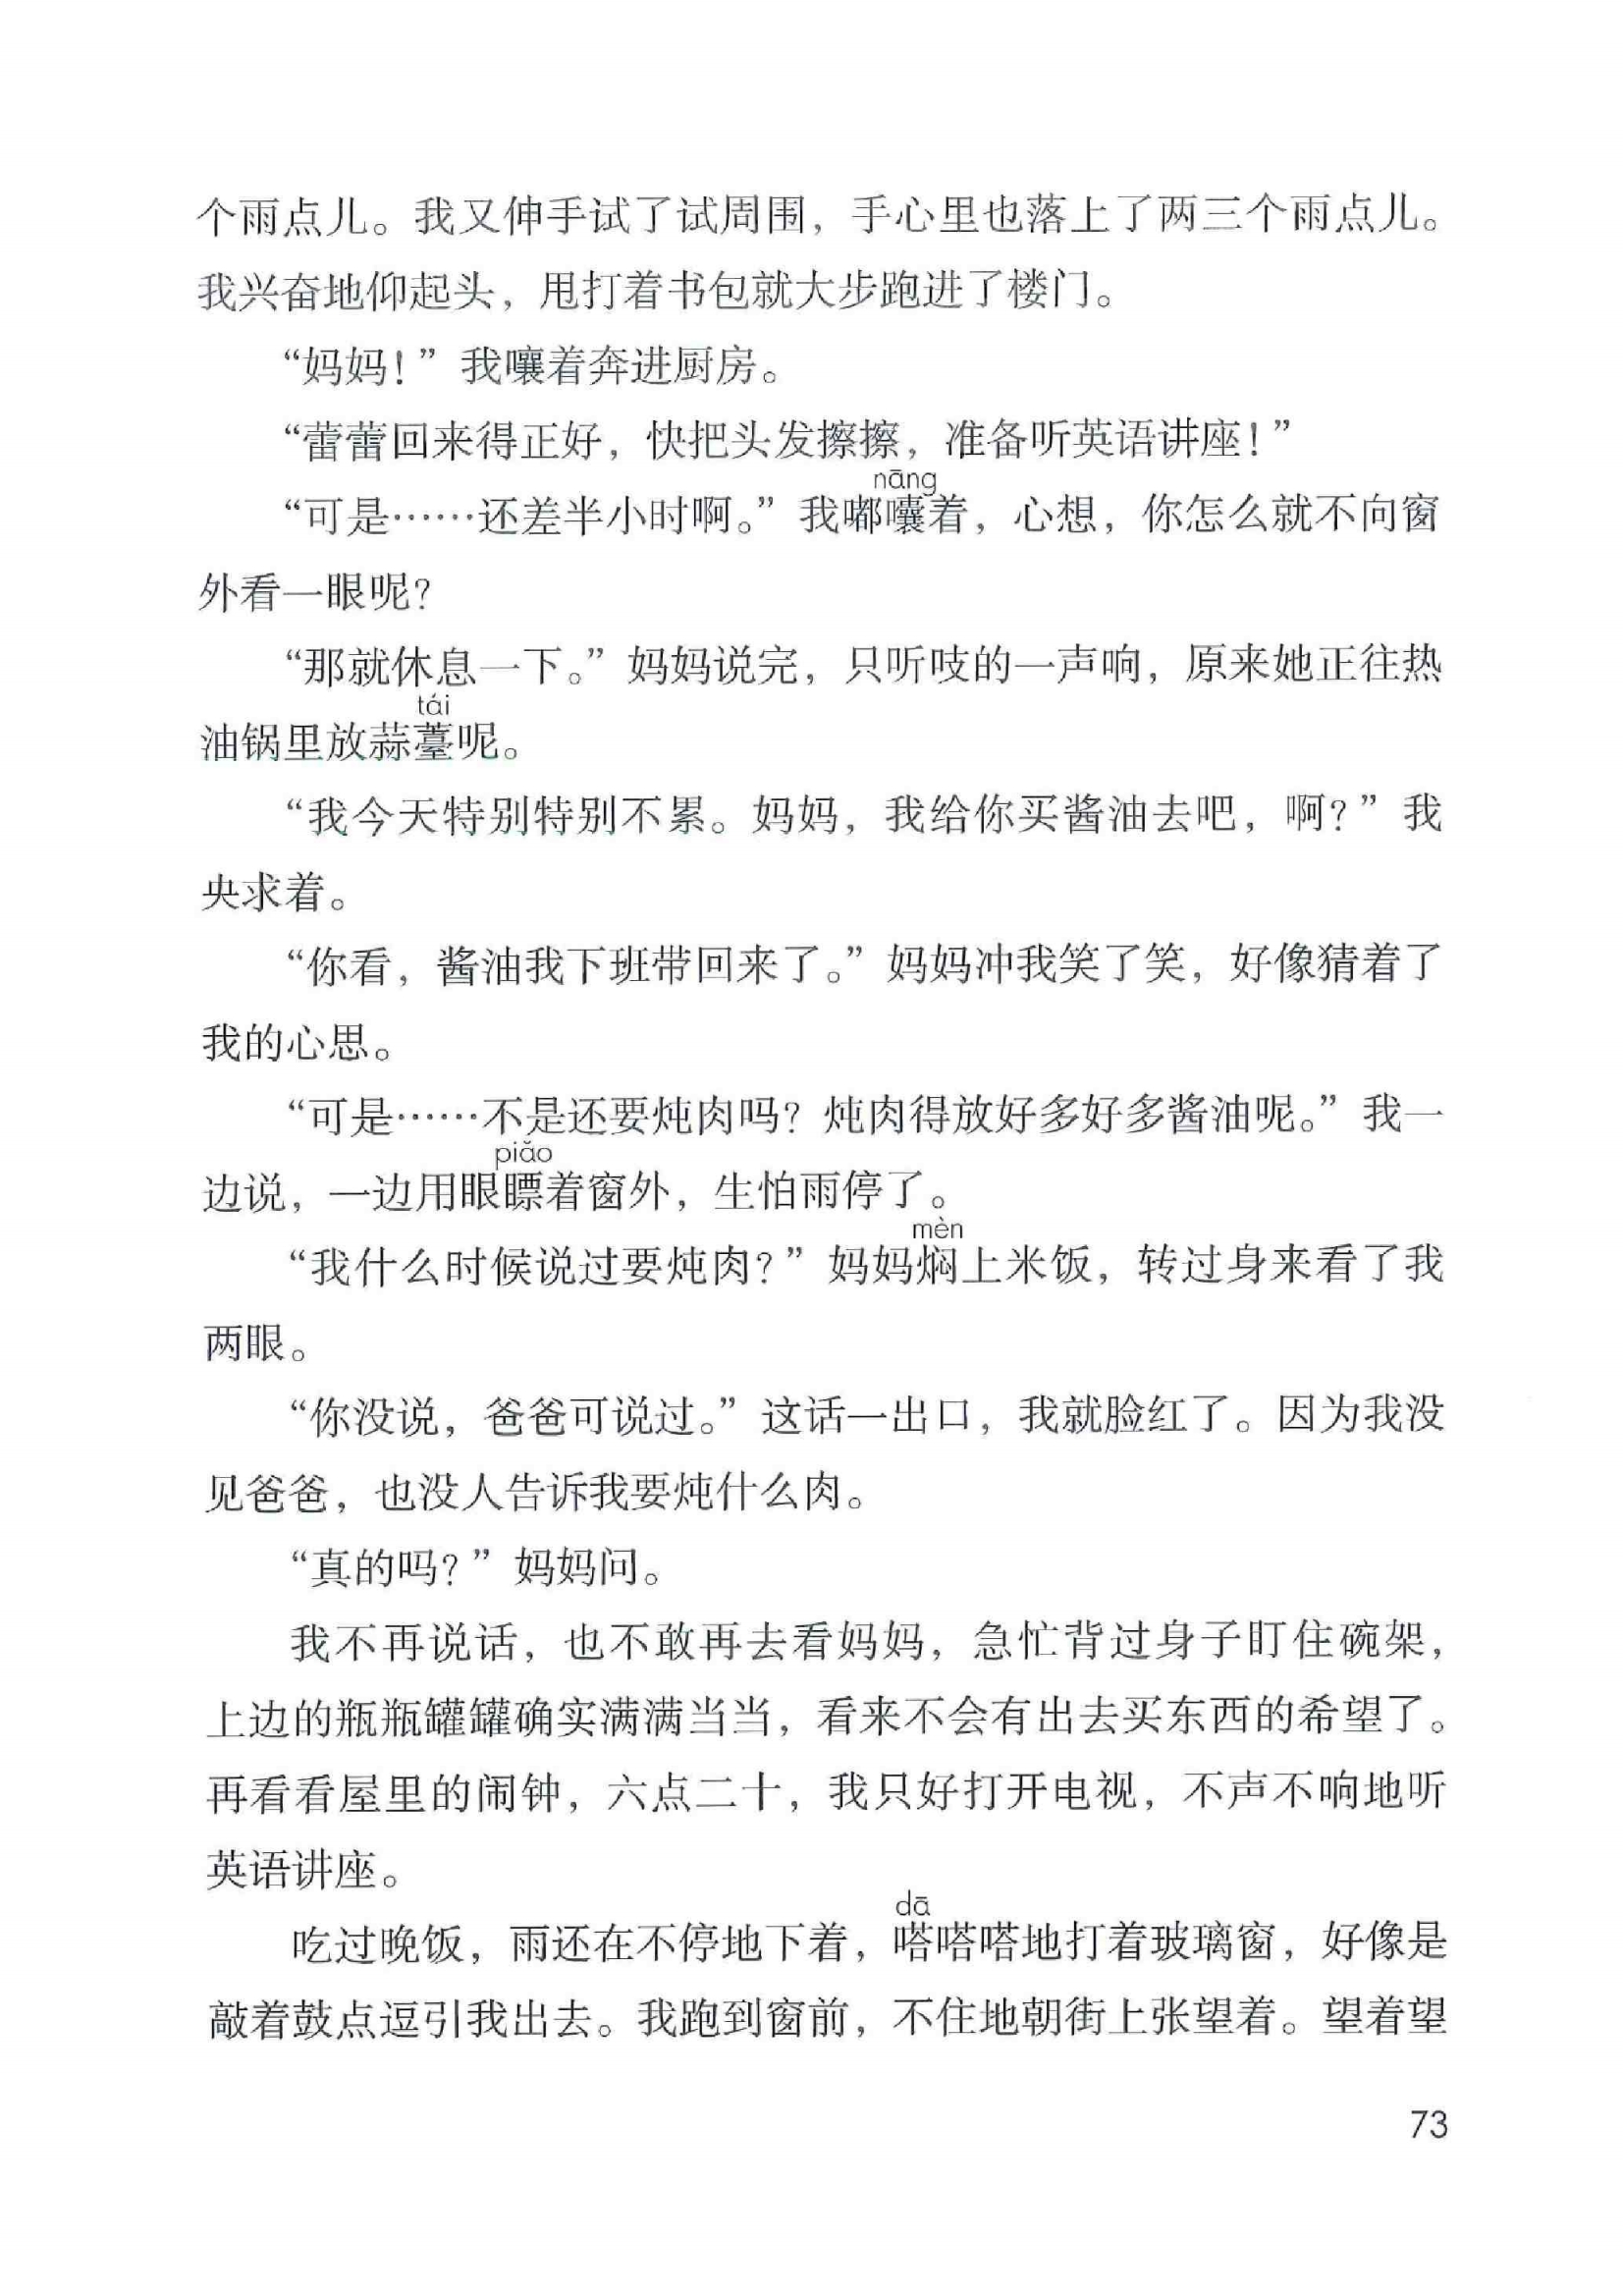 个雨点儿。我又伸手试了试周围，手心里也落上了两三个雨点儿。
我兴奋地仰起头，甩打着书包就大步跑进了楼门。
“妈妈！”我嚷着奔进厨房。
“蕾蕾回来得正好，快把头发擦擦，准备听英语讲座！”
nāng
“可是……还差半小时啊。”我嘟囔着，心想，你怎么就不向窗
外看一眼呢？
“那就休息一下。”妈妈说完，只听吱的一声响，原来她正往热
tái
油锅里放蒜薹呢。
“我今天特别特别不累。妈妈，我给你买酱油去吧，啊？”我
央求着。
“你看，酱油我下班带回来了。”妈妈冲我笑了笑，好像猜着了
我的心思。
“可是……不是还要炖肉吗？炖肉得放好多好多酱油呢。”我一
piǎo
边说，一边用眼瞟着窗外，生怕雨停了。
mèn
“我什么时候说过要炖肉？”妈妈焖上米饭，转过身来看了我
两眼。
“你没说，爸爸可说过。”这话一出口，我就脸红了。因为我没
见爸爸，也没人告诉我要炖什么肉。
“真的吗？”妈妈问。
我不再说话，也不敢再去看妈妈，急忙背过身子盯住碗架，
上边的瓶瓶罐罐确实满满当当，看来不会有出去买东西的希望了。
再看看屋里的闹钟，六点二十，我只好打开电视，不声不响地听
英语讲座。
dā
吃过晚饭，雨还在不停地下着，嗒嗒嗒地打着玻璃窗，好像是
敲着鼓点逗引我出去。我跑到窗前，不住地朝街上张望着。望着望
73